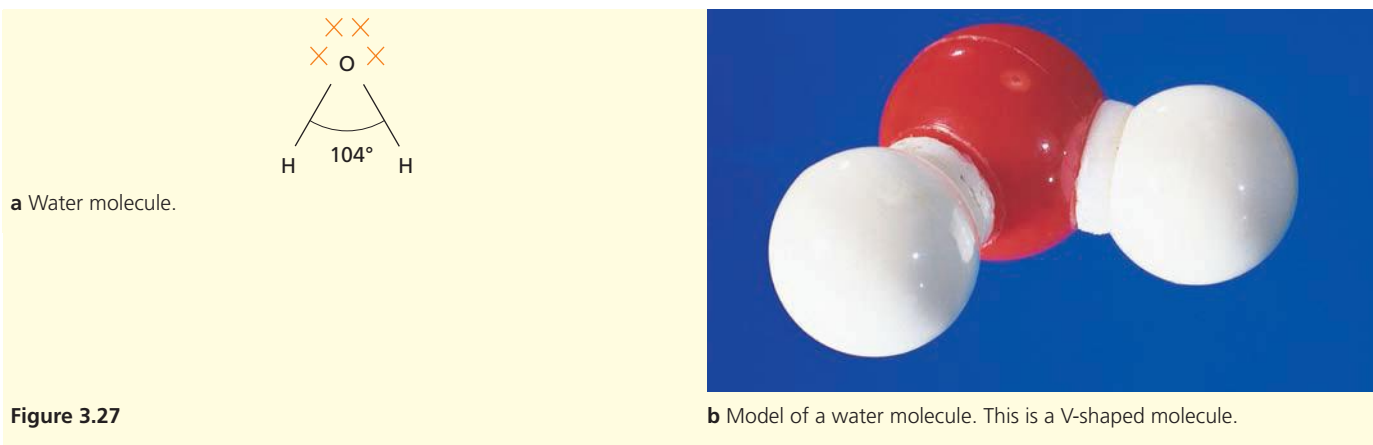 O
H 104° H
a Water molecule.
Figure 3.27
b Model of a water molecule. This is a V-shaped molecule.